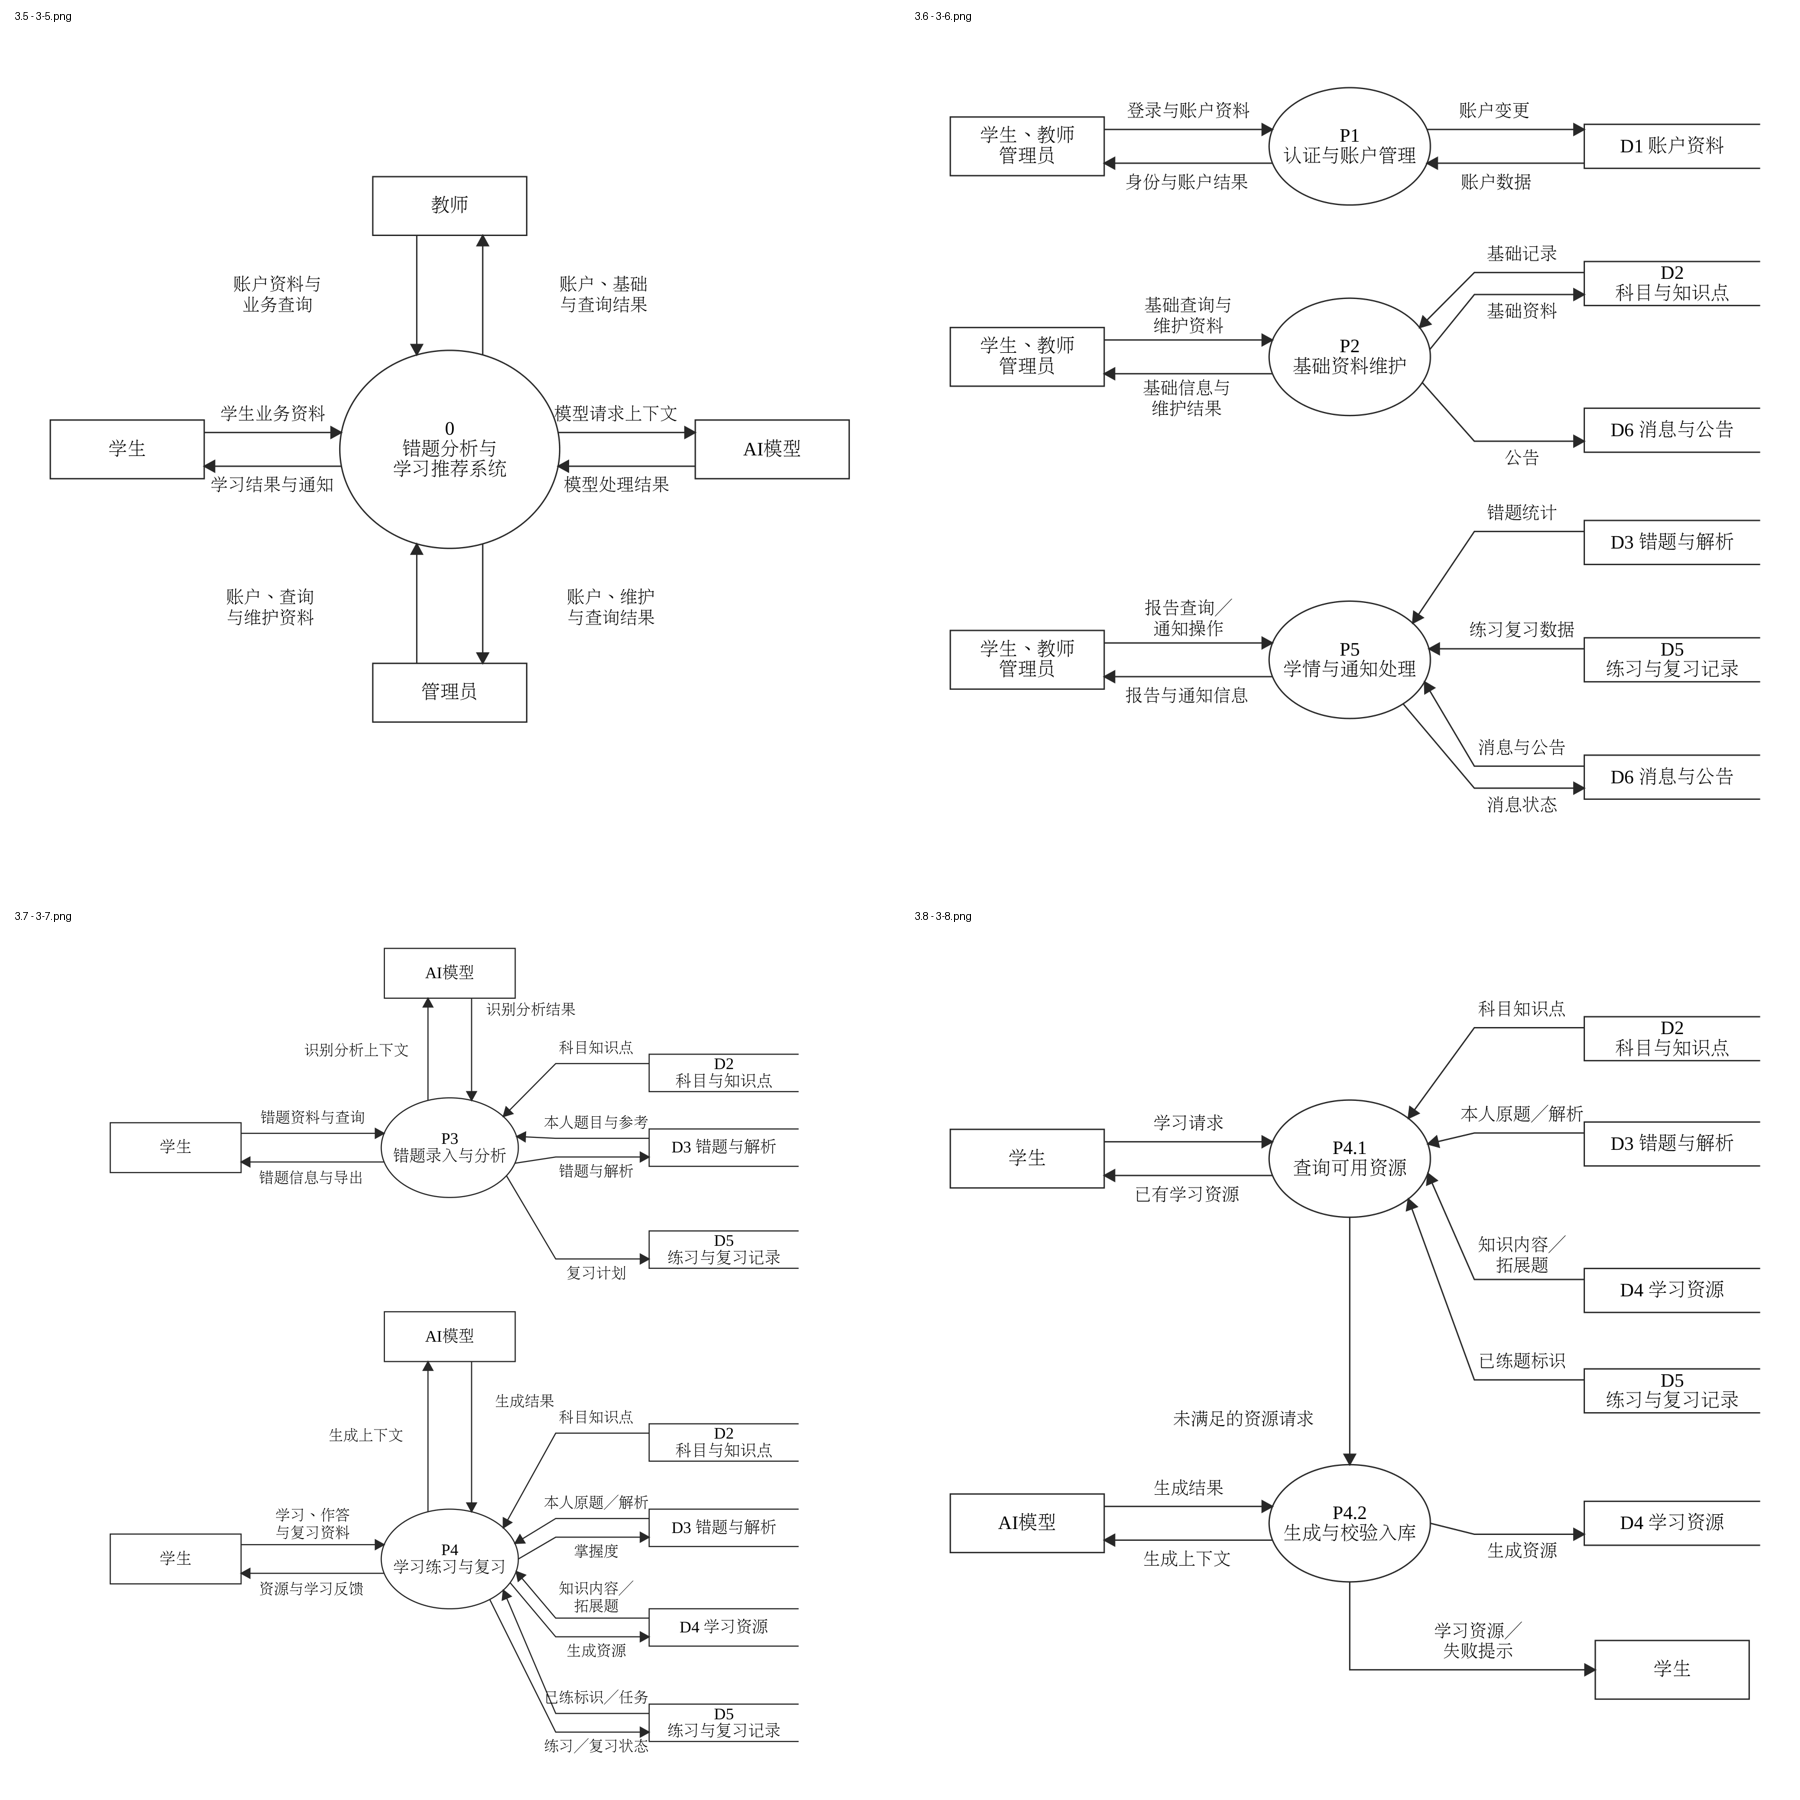 3.5 - 3-5.png
教师
账户资料与
业务查询
账户、基础
与查询结果
学生
学生业务资料
学习结果与通知
0
错题分析与
学习推荐系统
模型请求上下文
模型处理结果
AI模型
账户、查询
与维护资料
账户、维护
与查询结果
管理员
3.6 - 3-6.png
学生、教师
管理员
登录与账户资料
身份与账户结果
P1
认证与账户管理
账户变更
账户数据
D1 账户资料
学生、教师
管理员
基础查询与
维护资料
基础信息与
维护结果
P2
基础资料维护
基础记录
基础资料
D2
科目与知识点
公告
D6 消息与公告
学生、教师
管理员
报告查询／
通知操作
报告与通知信息
P5
学情与通知处理
错题统计
D3 错题与解析
练习复习数据
D5
练习与复习记录
消息与公告
消息状态
D6 消息与公告
3.7 - 3-7.png
AI模型
识别分析结果
识别分析上下文
学生
错题资料与查询
错题信息与导出
P3
错题录入与分析
科目知识点
D2
科目与知识点
本人题目与参考
错题与解析
D3 错题与解析
复习计划
D5
练习与复习记录
AI模型
生成结果
生成上下文
学生
学习、作答
与复习资料
资源与学习反馈
P4
学习练习与复习
科目知识点
D2
科目与知识点
本人原题／解析
掌握度
D3 错题与解析
知识内容／
拓展题
生成资源
D4 学习资源
已练标识／任务
练习／复习状态
D5
练习与复习记录
3.8 - 3-8.png
学生
学习请求
已有学习资源
P4.1
查询可用资源
科目知识点
D2
科目与知识点
本人原题／解析
D3 错题与解析
知识内容／
拓展题
D4 学习资源
已练题标识
D5
练习与复习记录
未满足的资源请求
AI模型
生成结果
生成上下文
P4.2
生成与校验入库
生成资源
D4 学习资源
学习资源／
失败提示
学生